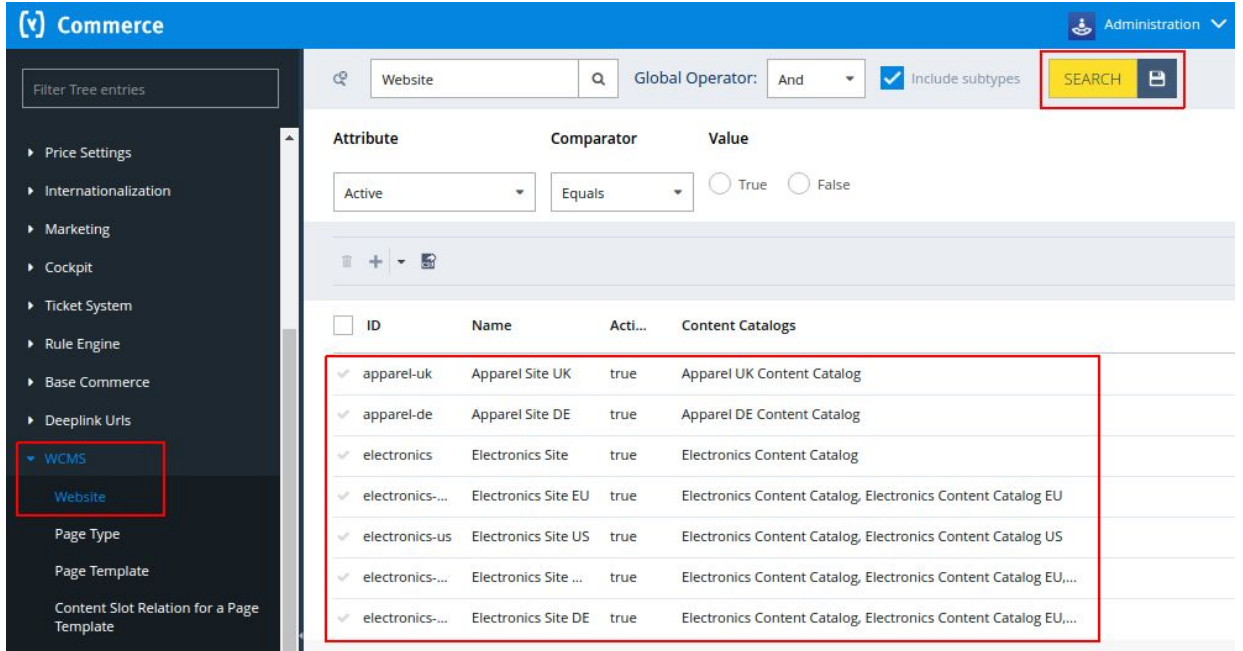 (y) Commerce
Administration
Filter Tree entries
Price Settings
Internationalization
Marketing
Cockpit
Ticket System
Rule Engine
Base Commerce
Deeplink Urls
WCMS
Website
Page Type
Page Template
Content Slot Relation for a Page
Template
Website Global Operator: And Include subtypes SEARCH
Attribute Comparator Value
Active Equals True False
ID Name Acti... Content Catalogs
apparel-uk Apparel Site UK true Apparel UK Content Catalog
apparel-de Apparel Site DE true Apparel DE Content Catalog
electronics Electronics Site true Electronics Content Catalog
electronics-... Electronics Site EU true Electronics Content Catalog, Electronics Content Catalog EU
electronics-us Electronics Site US true Electronics Content Catalog, Electronics Content Catalog US
electronics-... Electronics Site ... true Electronics Content Catalog, Electronics Content Catalog EU,...
electronics-... Electronics Site DE true Electronics Content Catalog, Electronics Content Catalog EU,...